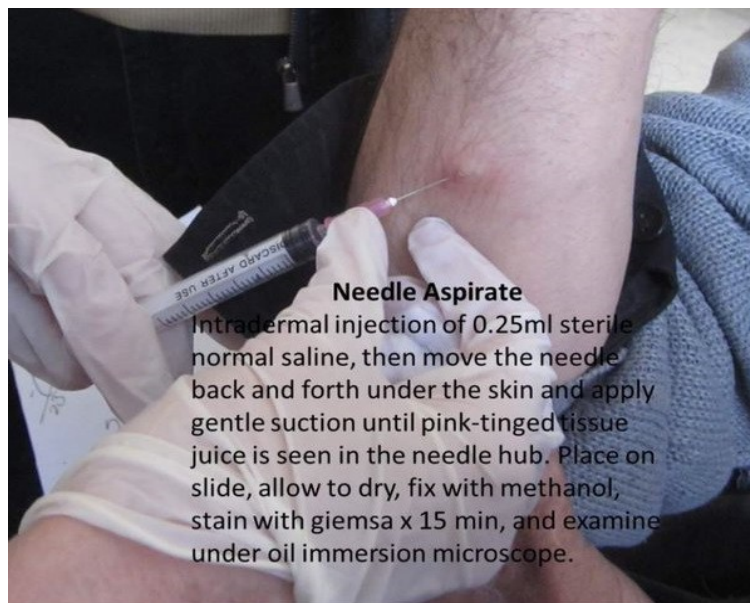 DISCARD AFTER USE
Needle Aspirate
Intradermal injection of 0.25ml sterile
normal saline, then move the needle
back and forth under the skin and apply
gentle suction until pink-tinged tissue
juice is seen in the needle hub. Place on
slide, allow to dry, fix with methanol,
stain with giemsa x 15 min, and examine
under oil immersion microscope.